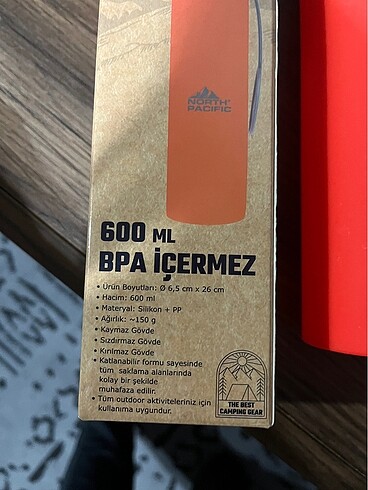 NORTH
PACIFIC
600 ML
BPA İÇERMEZ
• Ürün Boyutları: Ø 6,5 cm x 26 cm
• Hacim: 600 ml
• Materyal: Silikon + PP
• Ağırlık: ~150 g
• Kaymaz Gövde
• Sızdırmaz Gövde
• Kırılmaz Gövde
• Katlanabilir formu sayesinde
tüm saklama alanlarında
kolay bir şekilde
muhafaza edilir.
• Tüm outdoor aktiviteleriniz için
kullanıma uygundur.
THE BEST
CAMPING GEAR